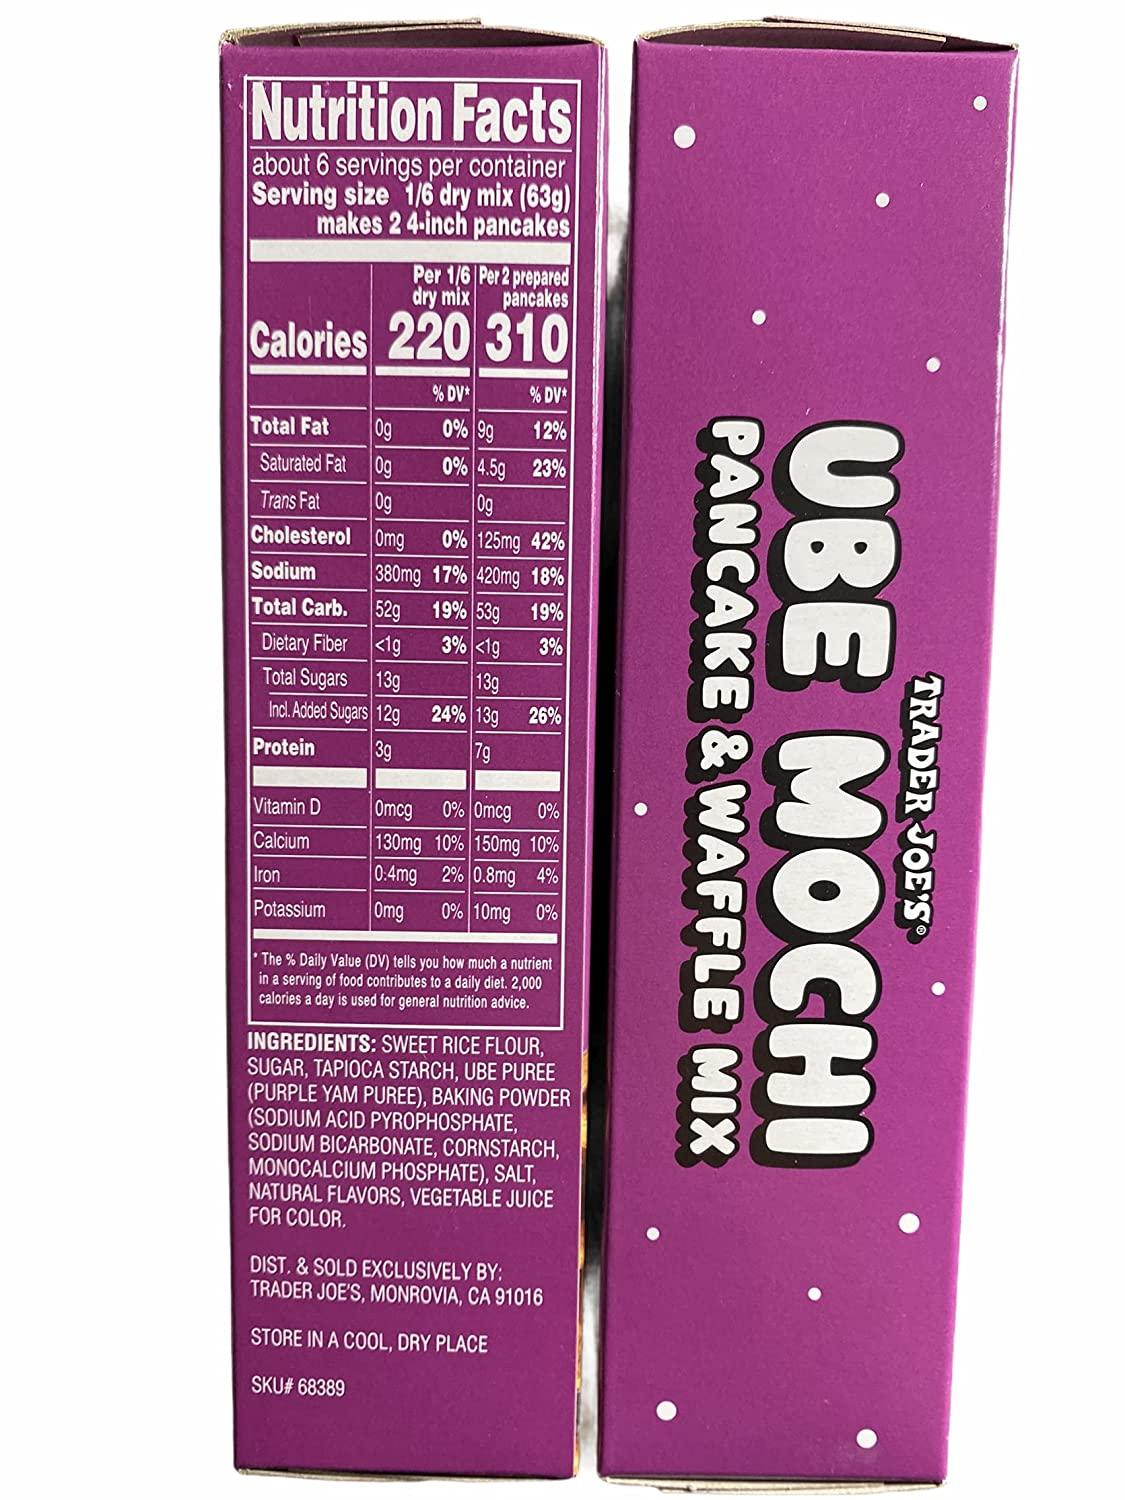 Nutrition Facts
about 6 servings per container
Serving size 1/6 dry mix (63g)
makes 2 4-inch pancakes
Per 1/6 dry mix Per 2 prepared pancakes
Calories 220 310
% DV* % DV*
Total Fat 0g 0% 9g 12%
Saturated Fat 0g 0% 4.5g 23%
Trans Fat 0g 0g
Cholesterol 0mg 0% 125mg 42%
Sodium 380mg 17% 420mg 18%
Total Carb. 52g 19% 53g 19%
Dietary Fiber <1g 3% <1g 3%
Total Sugars 13g 13g
Incl. Added Sugars 12g 24% 13g 26%
Protein 3g 7g
Vitamin D 0mcg 0% 0mcg 0%
Calcium 130mg 10% 150mg 10%
Iron 0.4mg 2% 0.8mg 4%
Potassium 0mg 0% 10mg 0%
* The % Daily Value (DV) tells you how much a nutrient
in a serving of food contributes to a daily diet. 2,000
calories a day is used for general nutrition advice.
INGREDIENTS: SWEET RICE FLOUR,
SUGAR, TAPIOCA STARCH, UBE PUREE
(PURPLE YAM PUREE), BAKING POWDER
(SODIUM ACID PYROPHOSPHATE,
SODIUM BICARBONATE, CORNSTARCH,
MONOCALCIUM PHOSPHATE), SALT,
NATURAL FLAVORS, VEGETABLE JUICE
FOR COLOR.
DIST. & SOLD EXCLUSIVELY BY:
TRADER JOE'S, MONROVIA, CA 91016
STORE IN A COOL, DRY PLACE
SKU# 68389
TRADER JOE'S®
UBE MOCHI
PANCAKE & WAFFLE MIX